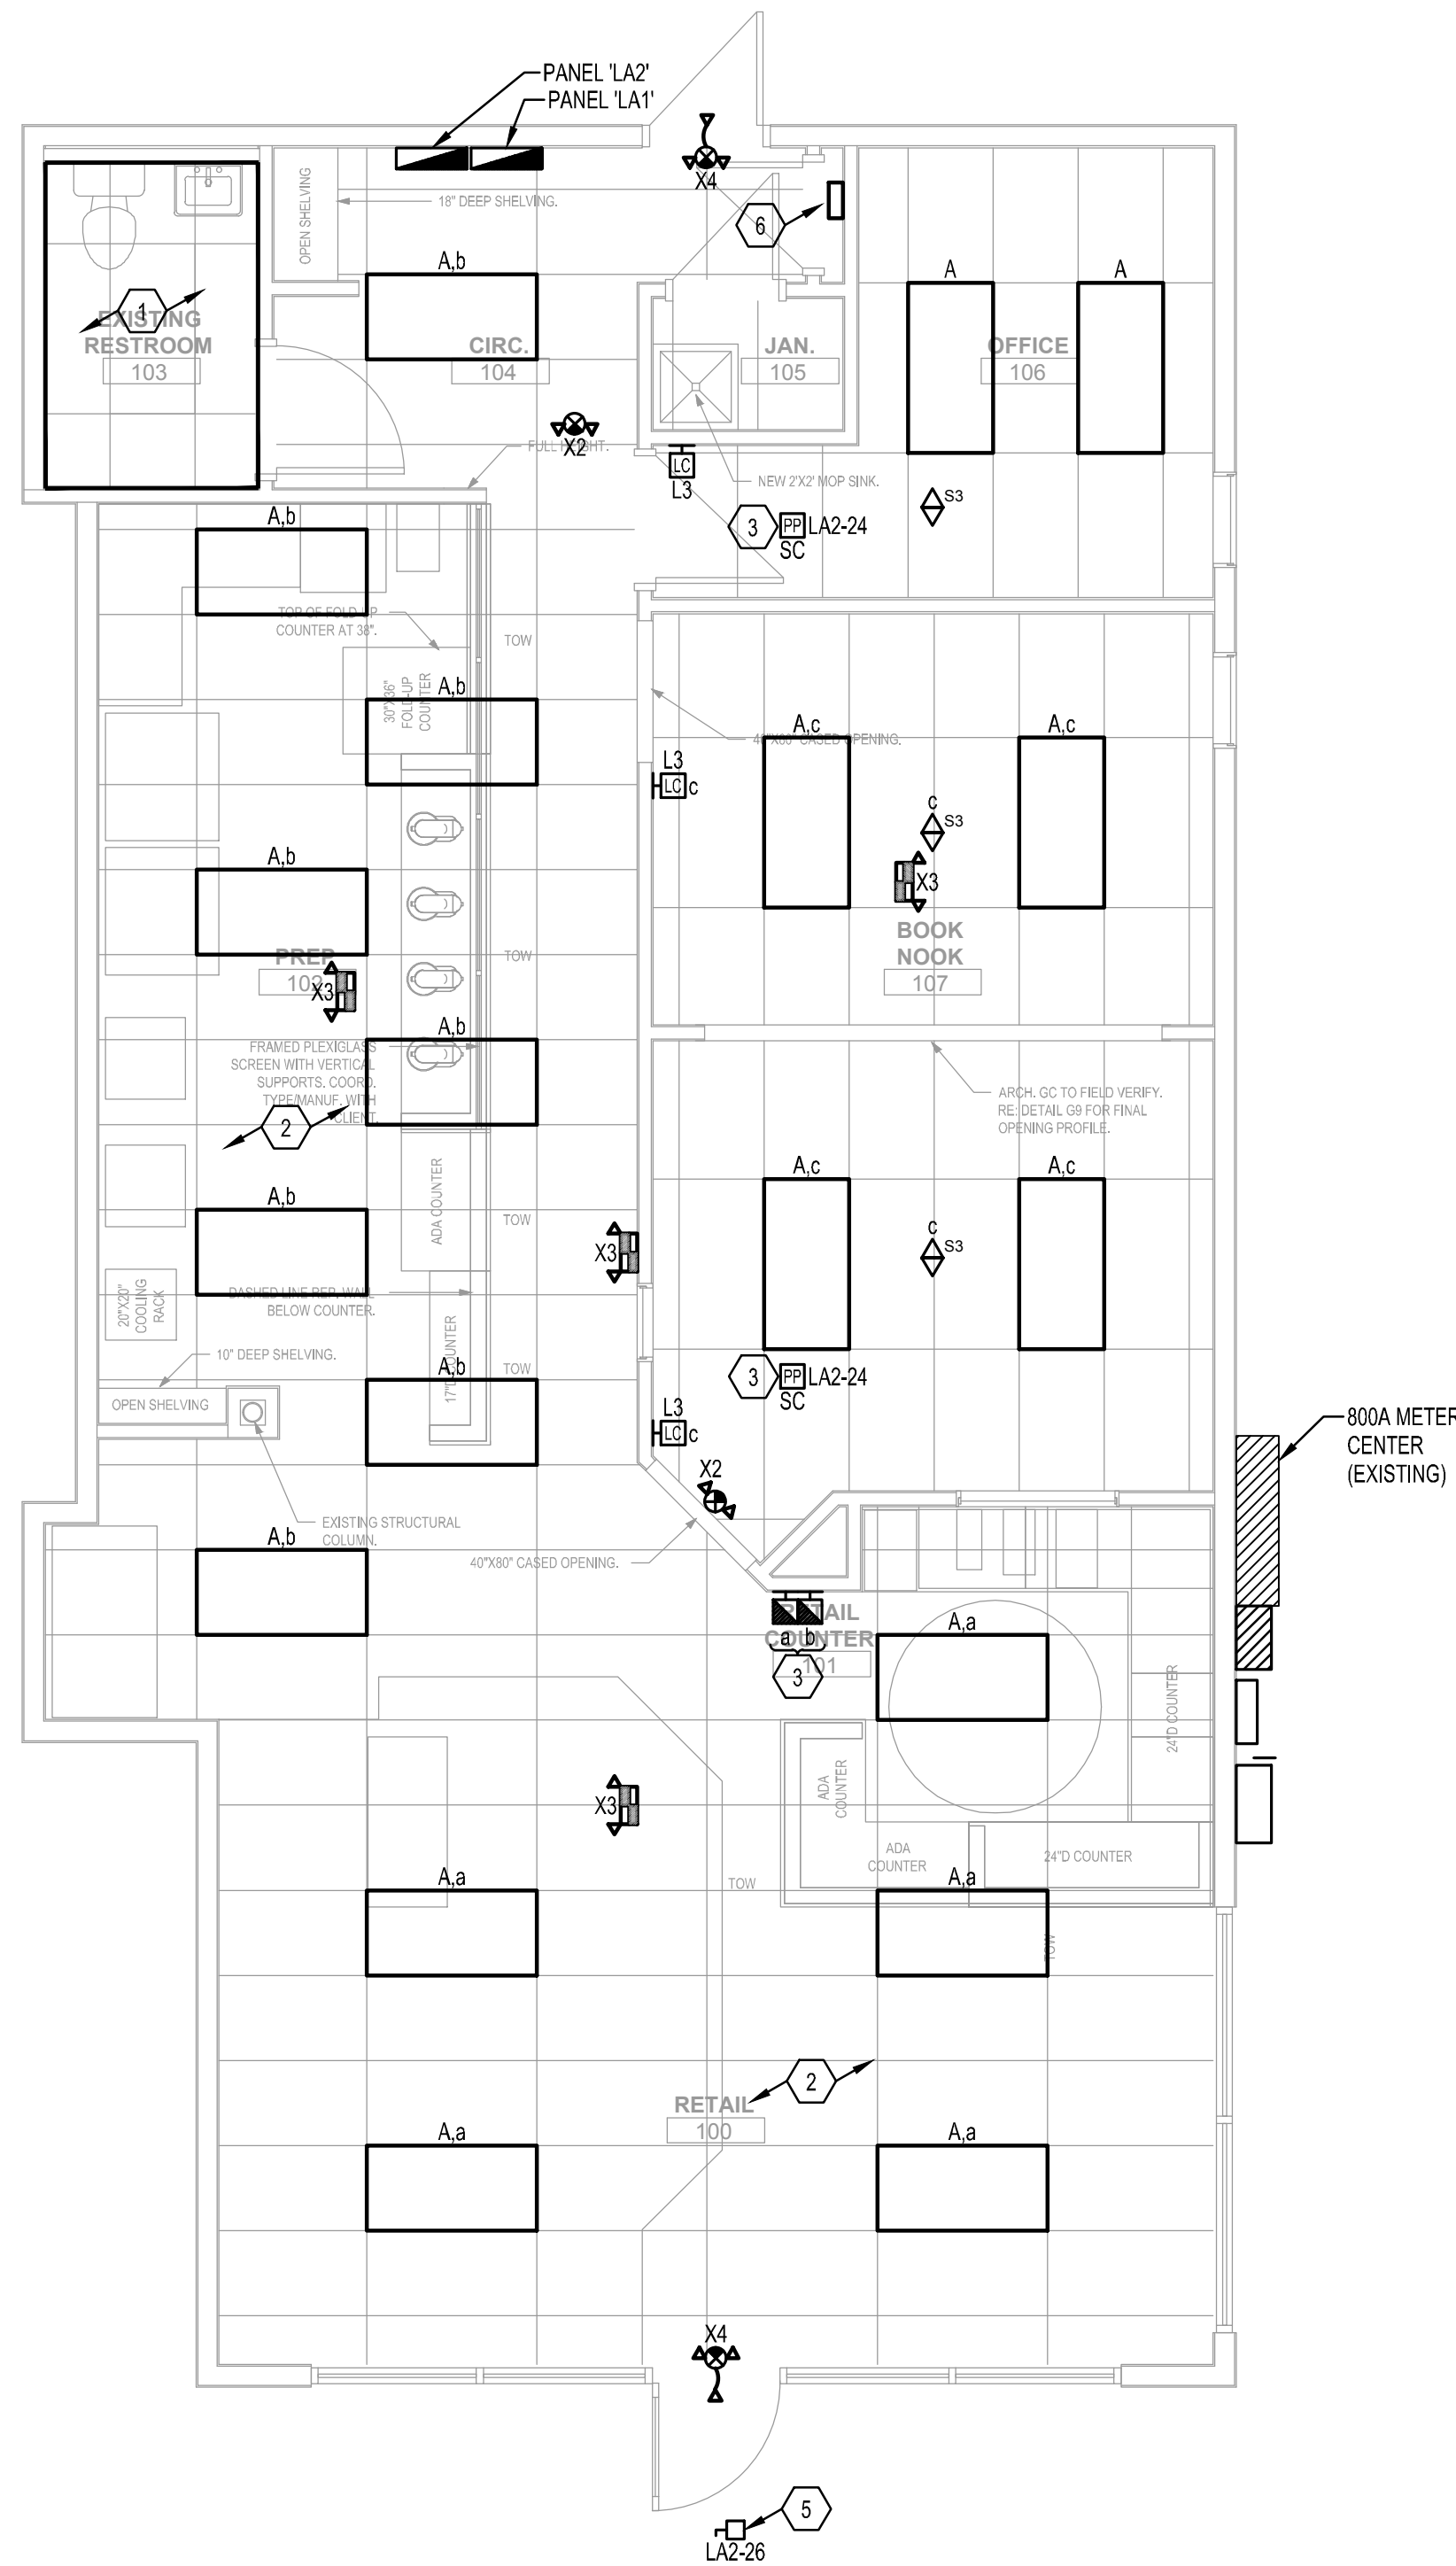 PANEL 'LA2'
PANEL 'LA1'
X4
OPEN SHELVING
18" DEEP SHELVING.
6
A,b
A
A
1
EXISTING
RESTROOM
103
CIRC.
104
JAN.
105
OFFICE
106
X2
FULL HEIGHT.
LC
L3
NEW 2'X2' MOP SINK.
S3
A,b
3
PP
LA2-24
SC
TOP OF FOLD-UP
COUNTER AT 38".
TOW
A,b
30"X36"
FOLD-UP
COUNTER
CASED OPENING.
A,c
A,c
L3
LC
c
c
S3
A,b
X3
BOOK
NOOK
107
PREP
102
X3
TOW
A,b
FRAMED PLEXIGLASS
SCREEN WITH VERTICAL
SUPPORTS. COORD.
TYPE/MANUF. WITH
CLIENT.
2
ARCH. GC TO FIELD VERIFY.
RE: DETAIL G9 FOR FINAL
OPENING PROFILE.
A,c
A,c
ADA COUNTER
A,b
TOW
c
S3
X3
20"X20"
COOLING
RACK
DASHED LINE REP. WALL
BELOW COUNTER.
17"D COUNTER
10" DEEP SHELVING.
A,b
TOW
3
PP
LA2-24
SC
OPEN SHELVING
L3
LC
c
800A METER
CENTER
(EXISTING)
X2
EXISTING STRUCTURAL
COLUMN.
A,b
40"X80" CASED OPENING.
RETAIL
COUNTER
101
a
b
3
A,a
24"D COUNTER
ADA
COUNTER
X3
ADA
COUNTER
24"D COUNTER
A,a
TOW
A,a
TOW
2
RETAIL
100
A,a
A,a
X4
5
LA2-26